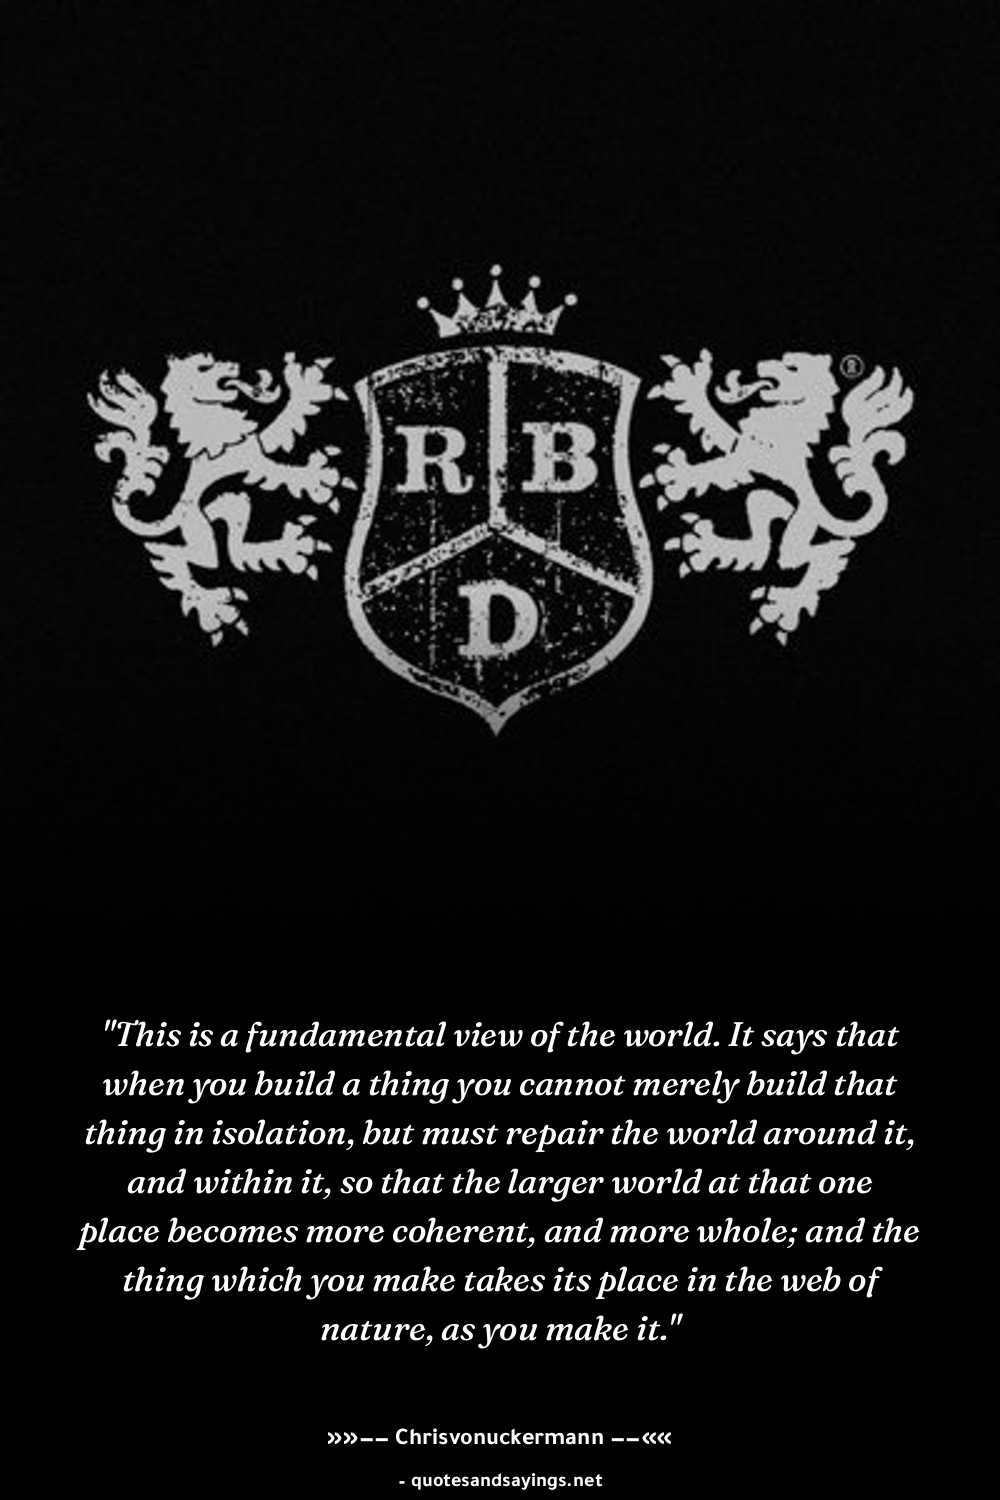 ®
R B
D
"This is a fundamental view of the world. It says that
when you build a thing you cannot merely build that
thing in isolation, but must repair the world around it,
and within it, so that the larger world at that one
place becomes more coherent, and more whole; and the
thing which you make takes its place in the web of
nature, as you make it."
»»−− Chrisvonuckermann −−««
- quotesandsayings.net